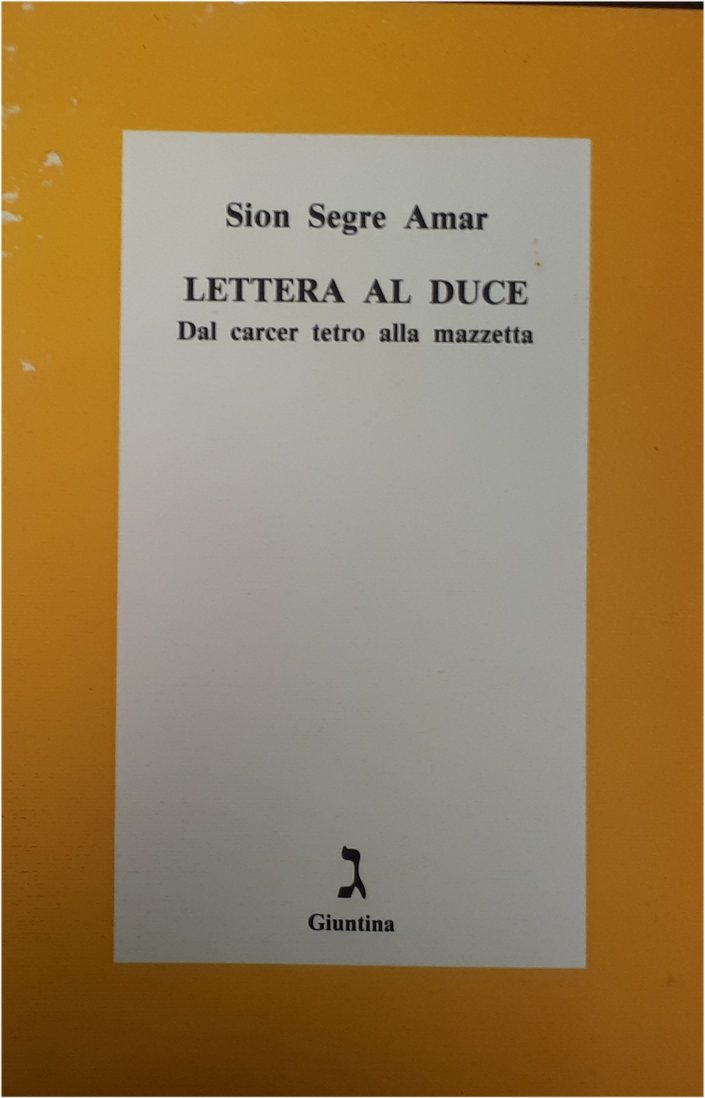 Sion Segre Amar
LETTERA AL DUCE
Dal carcer tetro alla mazzetta
ג
Giuntina